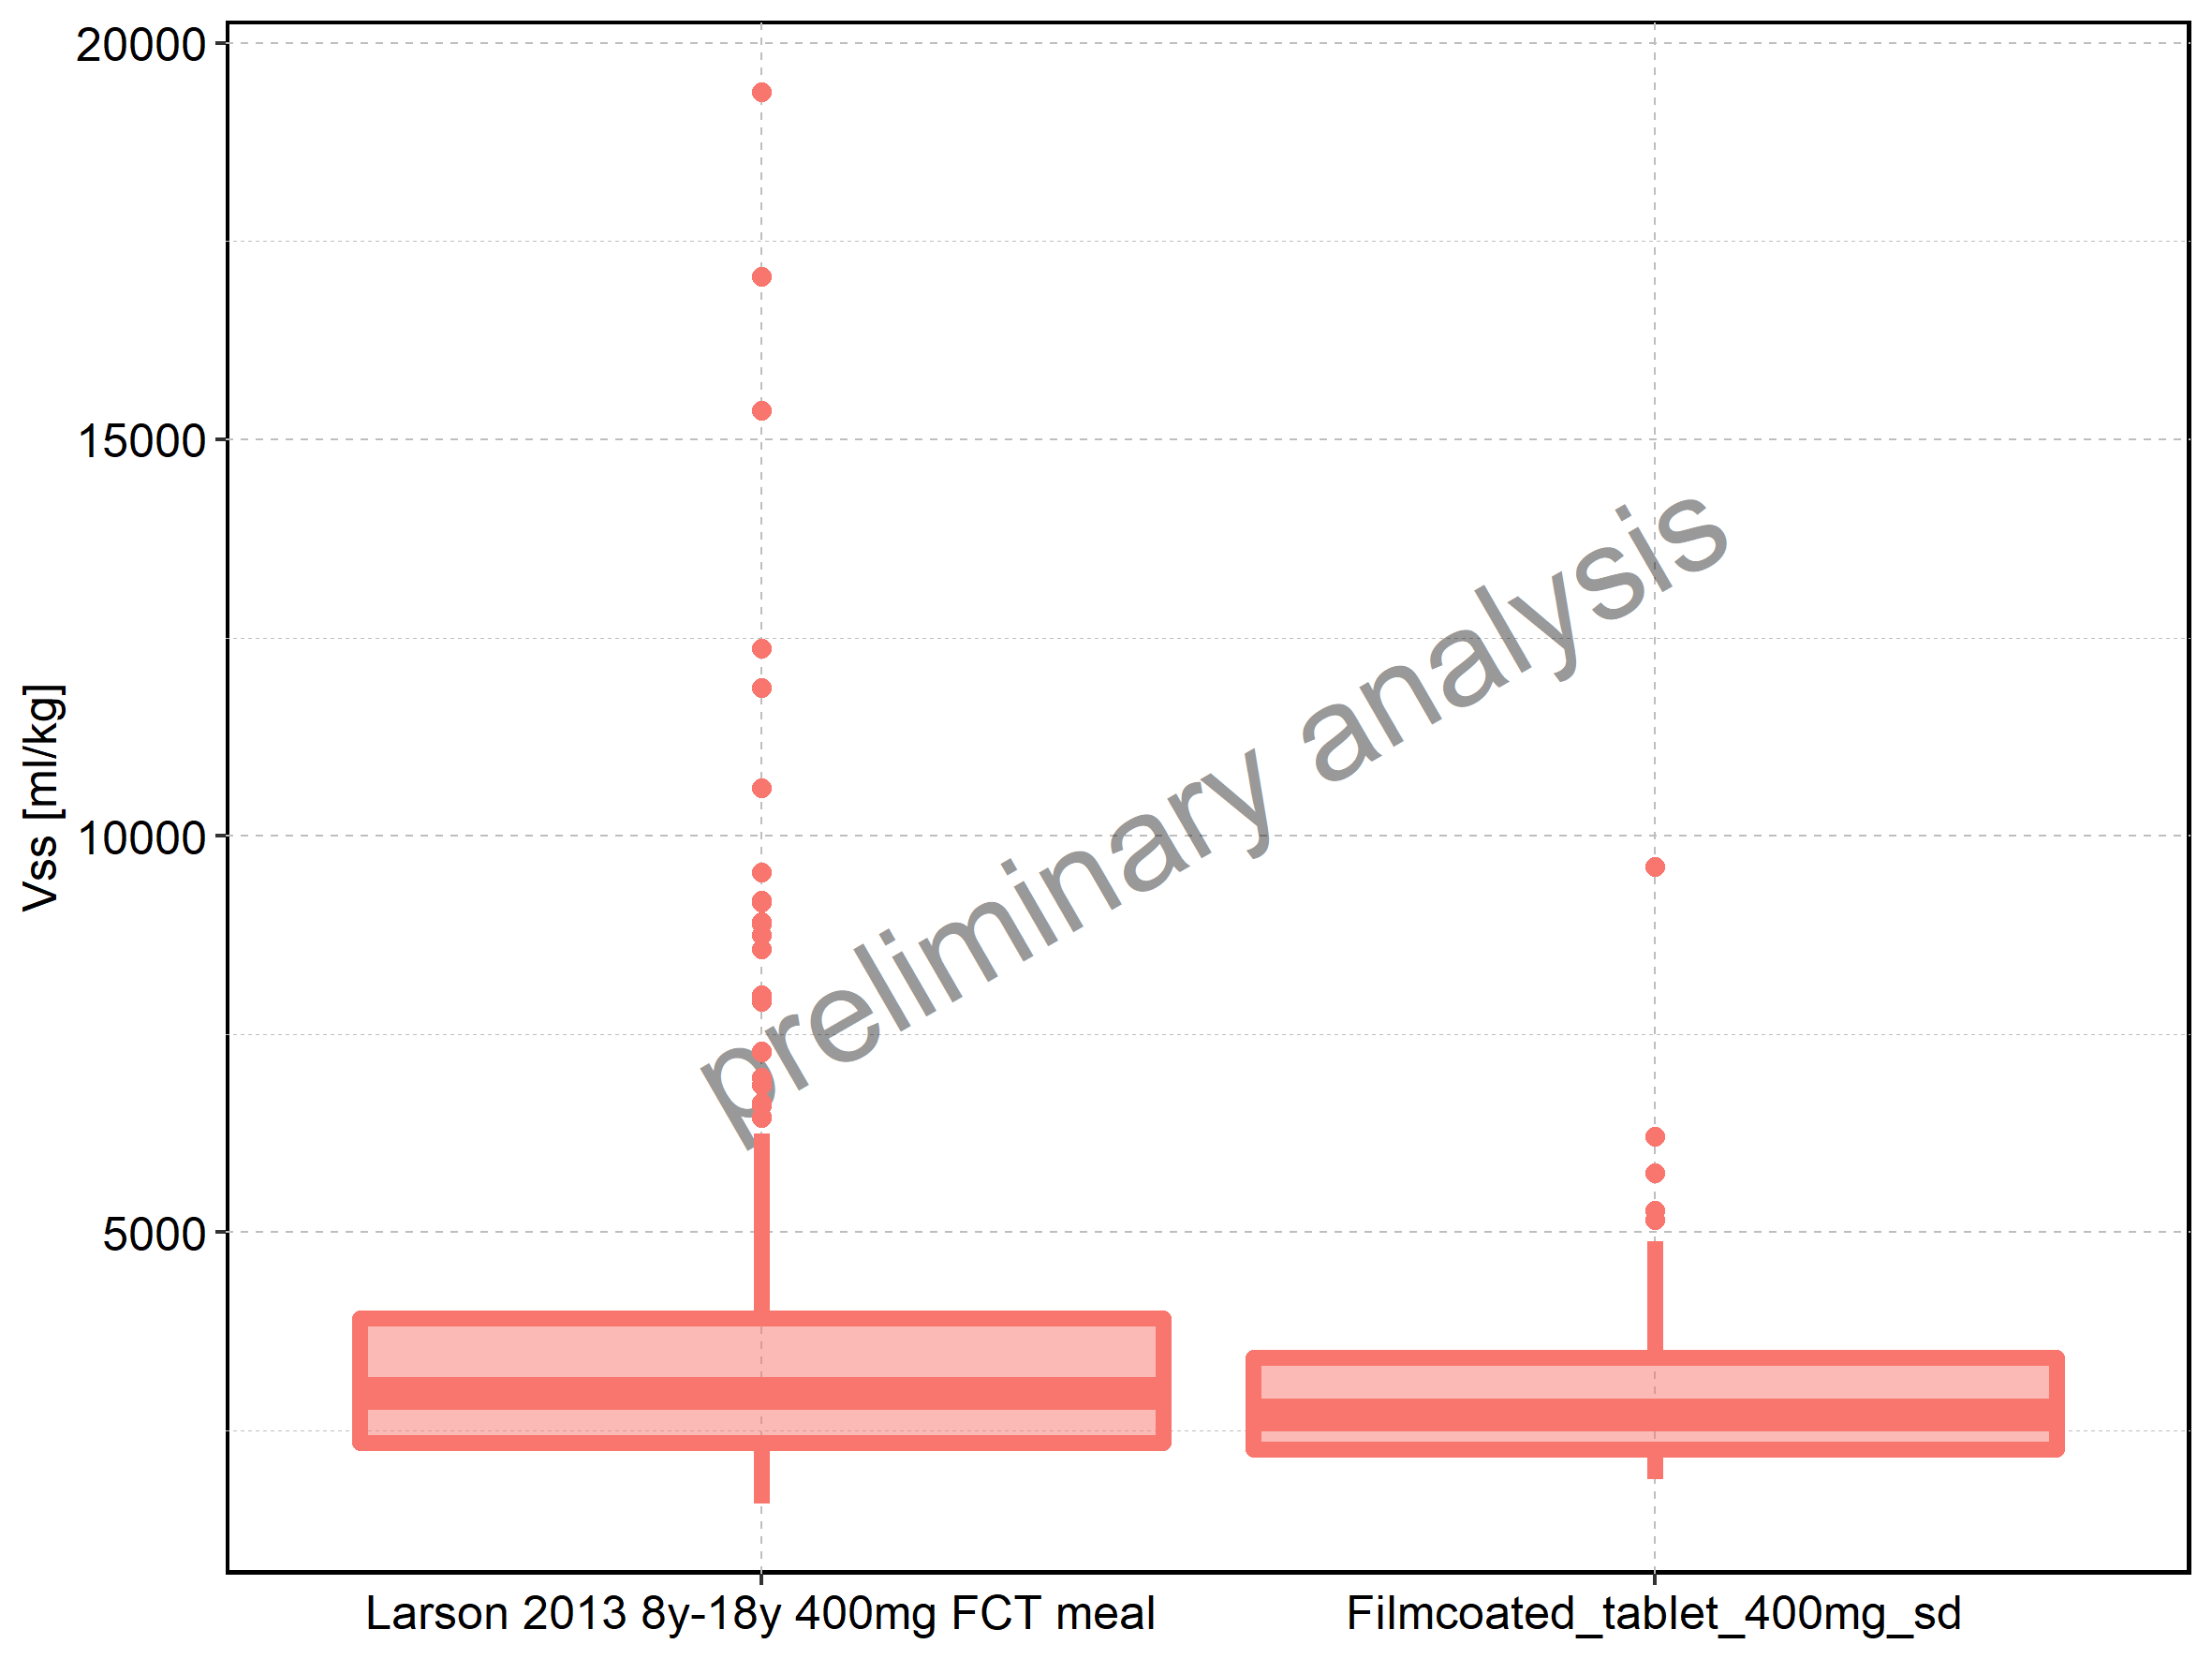 20000
15000
10000
5000
Vss [ml/kg]
preliminary analysis
Larson 2013 8y-18y 400mg FCT meal
Filmcoated_tablet_400mg_sd